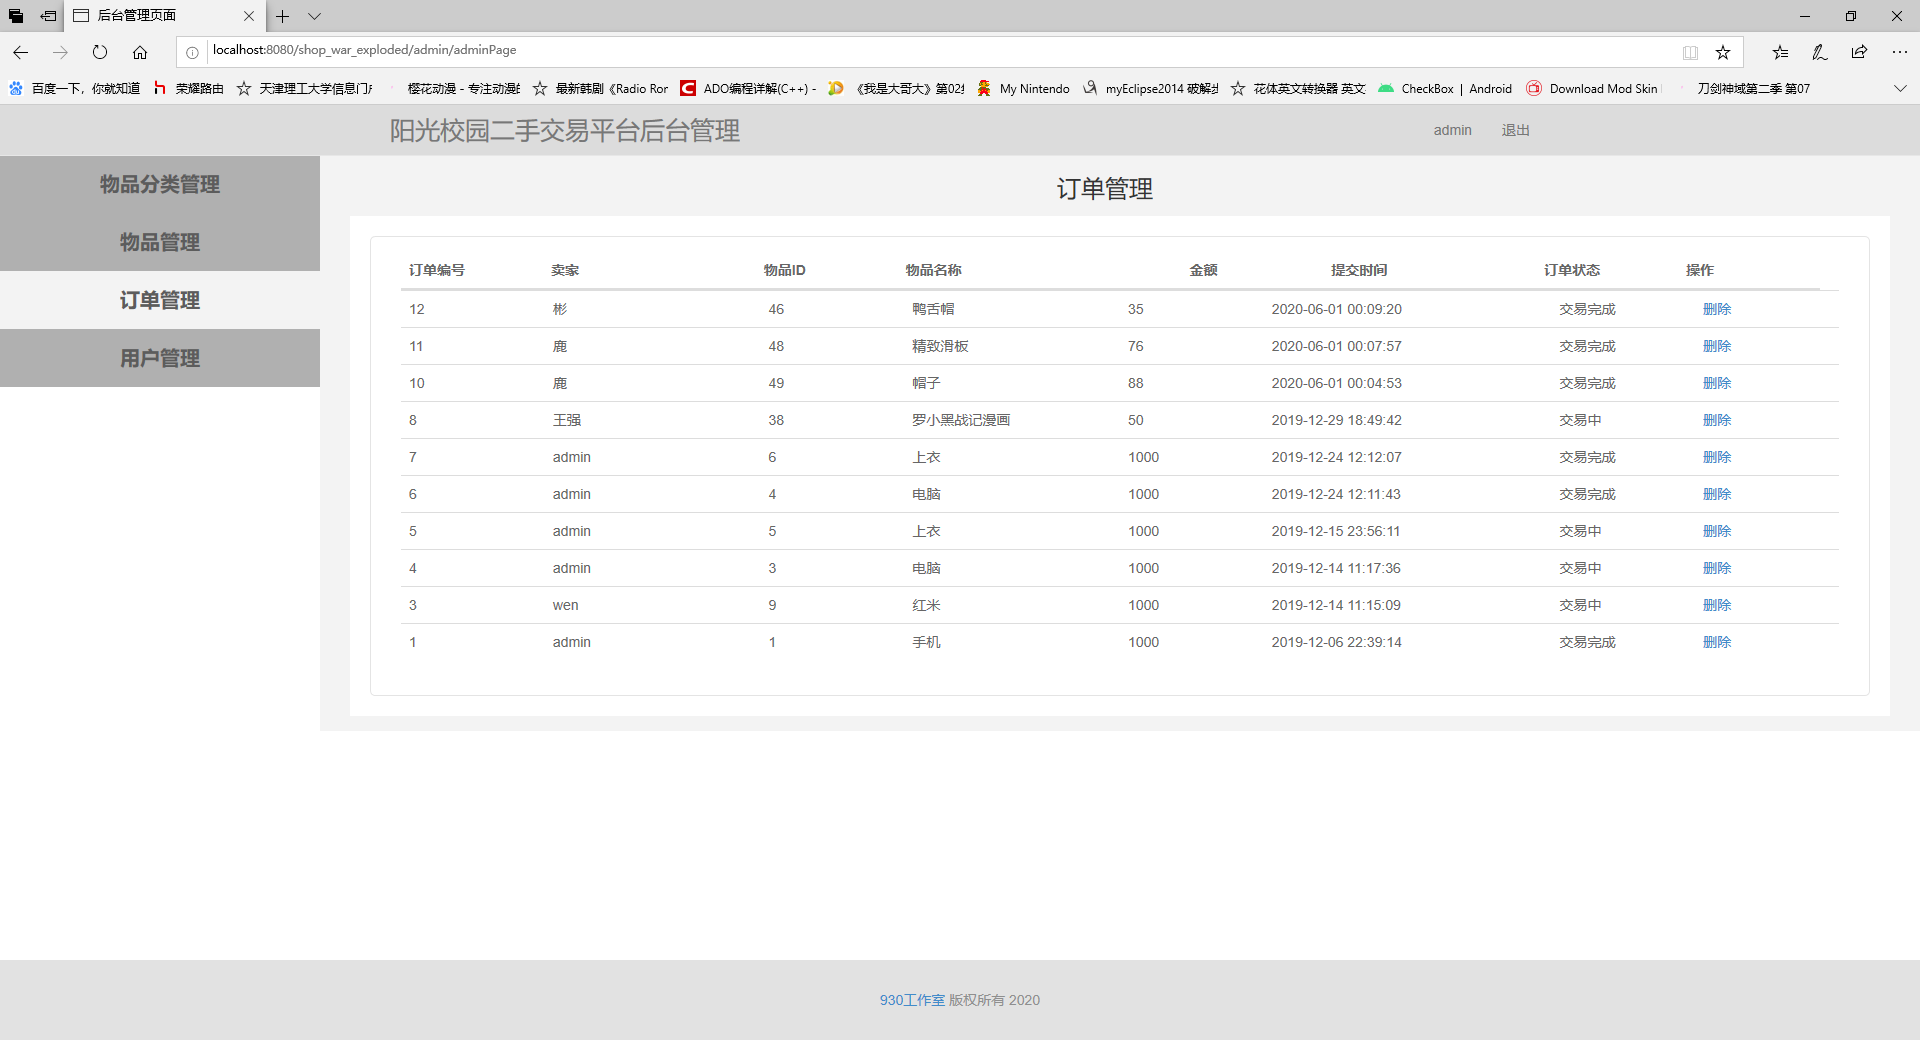 后台管理页面
localhost:8080/shop_war_exploded/admin/adminPage
百度一下，你就知道 荣耀路由 天津理工大学信息门户 樱花动漫 - 专注动漫的 最新韩剧《Radio Ror ADO编程详解(C++) - 《我是大哥大》第02集 My Nintendo myEclipse2014 破解步 花体英文转换器 英文 CheckBox | Android Download Mod Skin 刀剑神域第二季 第07
阳光校园二手交易平台后台管理 admin 退出
物品分类管理
物品管理
订单管理
用户管理
订单管理
订单编号 卖家 物品ID 物品名称 金额 提交时间 订单状态 操作
12 彬 46 鸭舌帽 35 2020-06-01 00:09:20 交易完成 删除
11 鹿 48 精致滑板 76 2020-06-01 00:07:57 交易完成 删除
10 鹿 49 帽子 88 2020-06-01 00:04:53 交易完成 删除
8 王强 38 罗小黑战记漫画 50 2019-12-29 18:49:42 交易中 删除
7 admin 6 上衣 1000 2019-12-24 12:12:07 交易完成 删除
6 admin 4 电脑 1000 2019-12-24 12:11:43 交易完成 删除
5 admin 5 上衣 1000 2019-12-15 23:56:11 交易中 删除
4 admin 3 电脑 1000 2019-12-14 11:17:36 交易中 删除
3 wen 9 红米 1000 2019-12-14 11:15:09 交易中 删除
1 admin 1 手机 1000 2019-12-06 22:39:14 交易完成 删除
930工作室 版权所有 2020